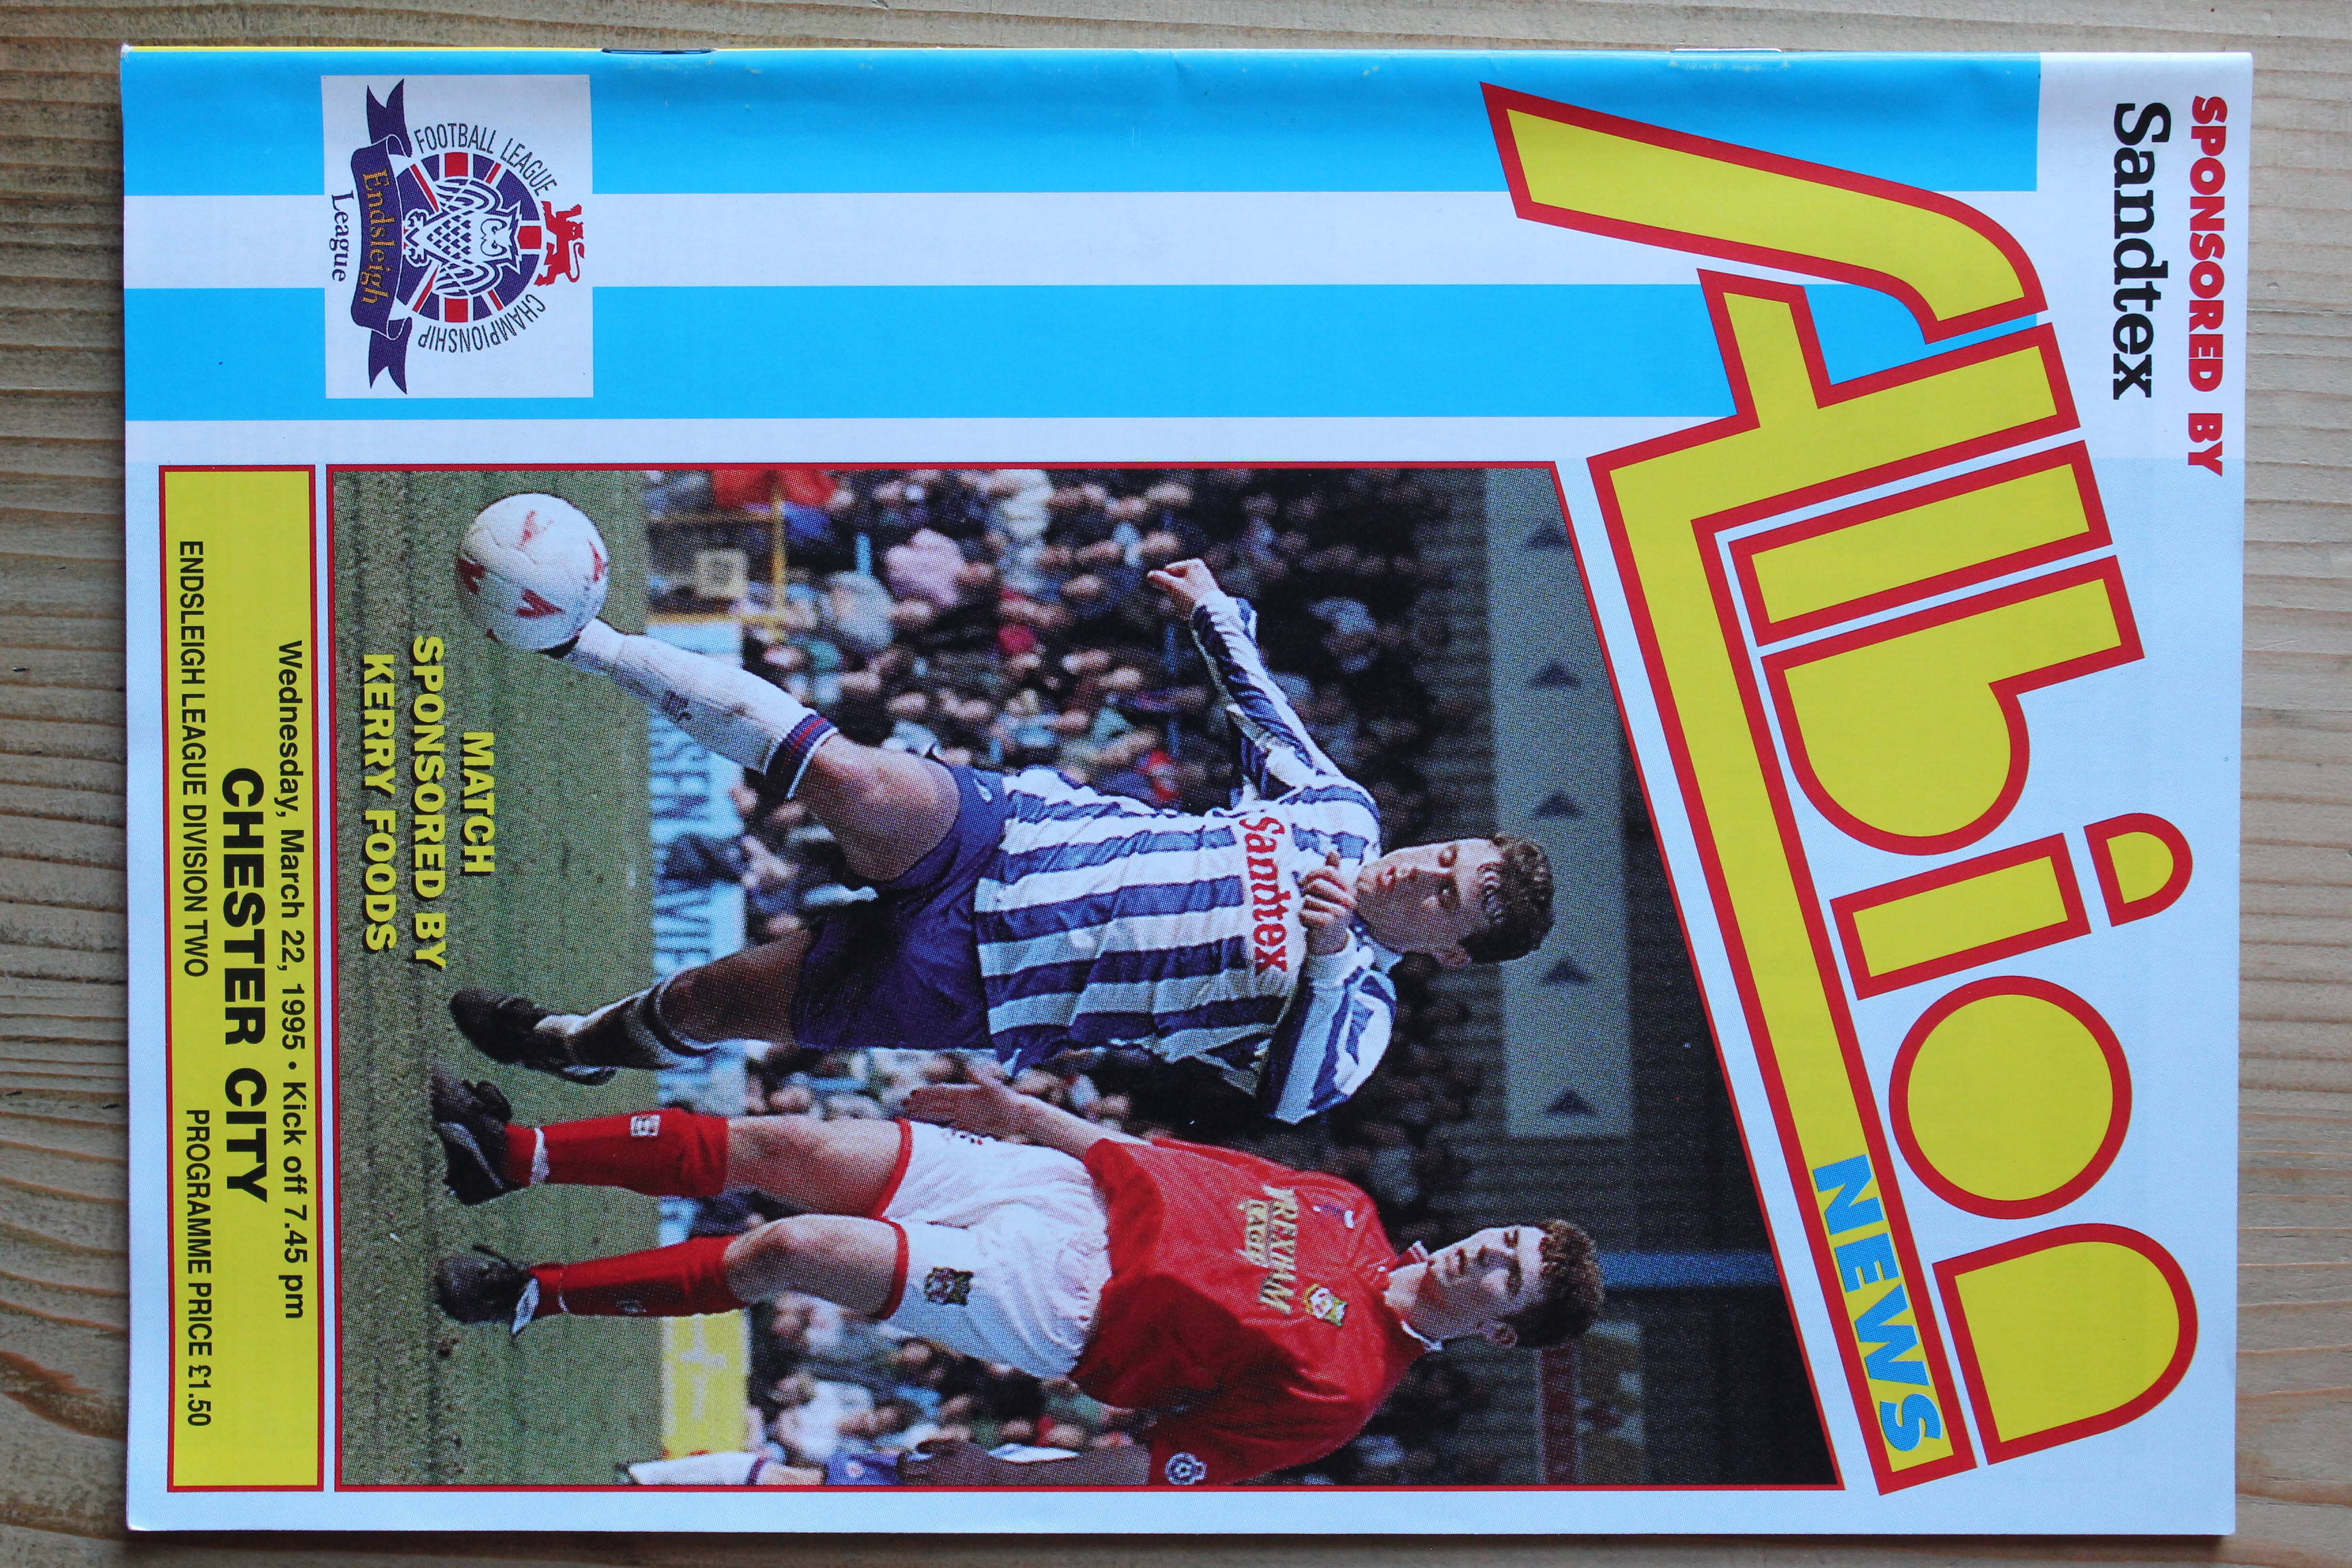 SPONSORED BY
Sandtex
Albion
NEWS
FOOTBALL LEAGUE
CHAMPIONSHIP
Endsleigh
League
Sandtex
WREXHAM
LAGER
MATCH
SPONSORED BY
KERRY FOODS
Wednesday, March 22, 1995 • Kick off 7.45 pm
CHESTER CITY
ENDSLEIGH LEAGUE DIVISION TWO PROGRAMME PRICE £1.50